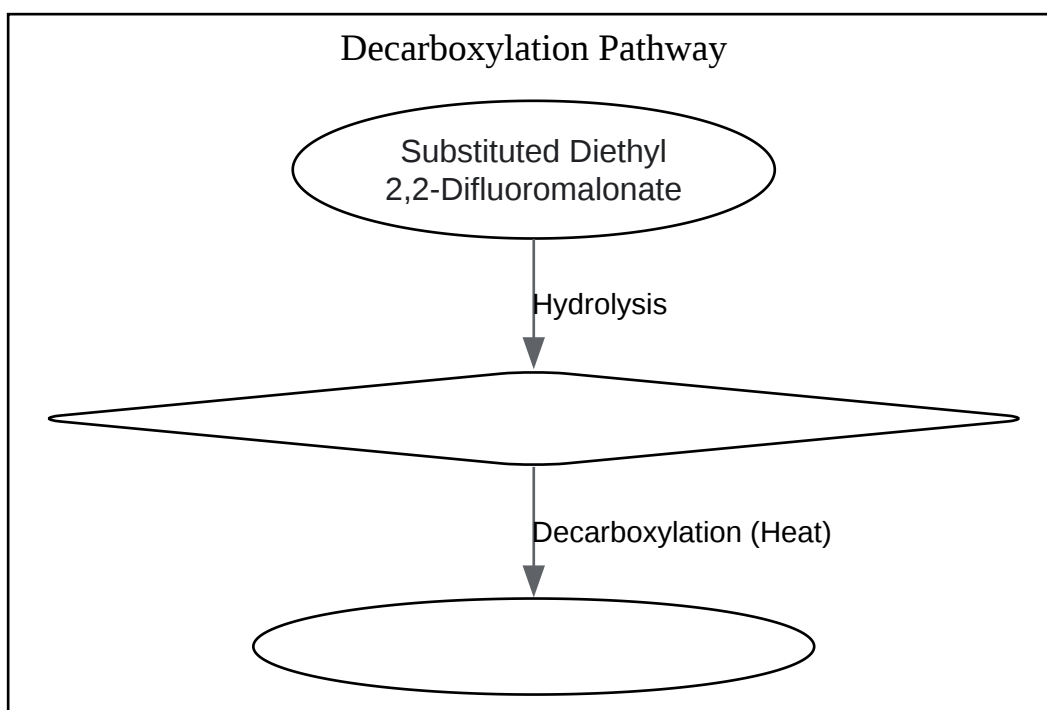 Decarboxylation Pathway
Substituted Diethyl
2,2-Difluoromalonate
Hydrolysis
Decarboxylation (Heat)